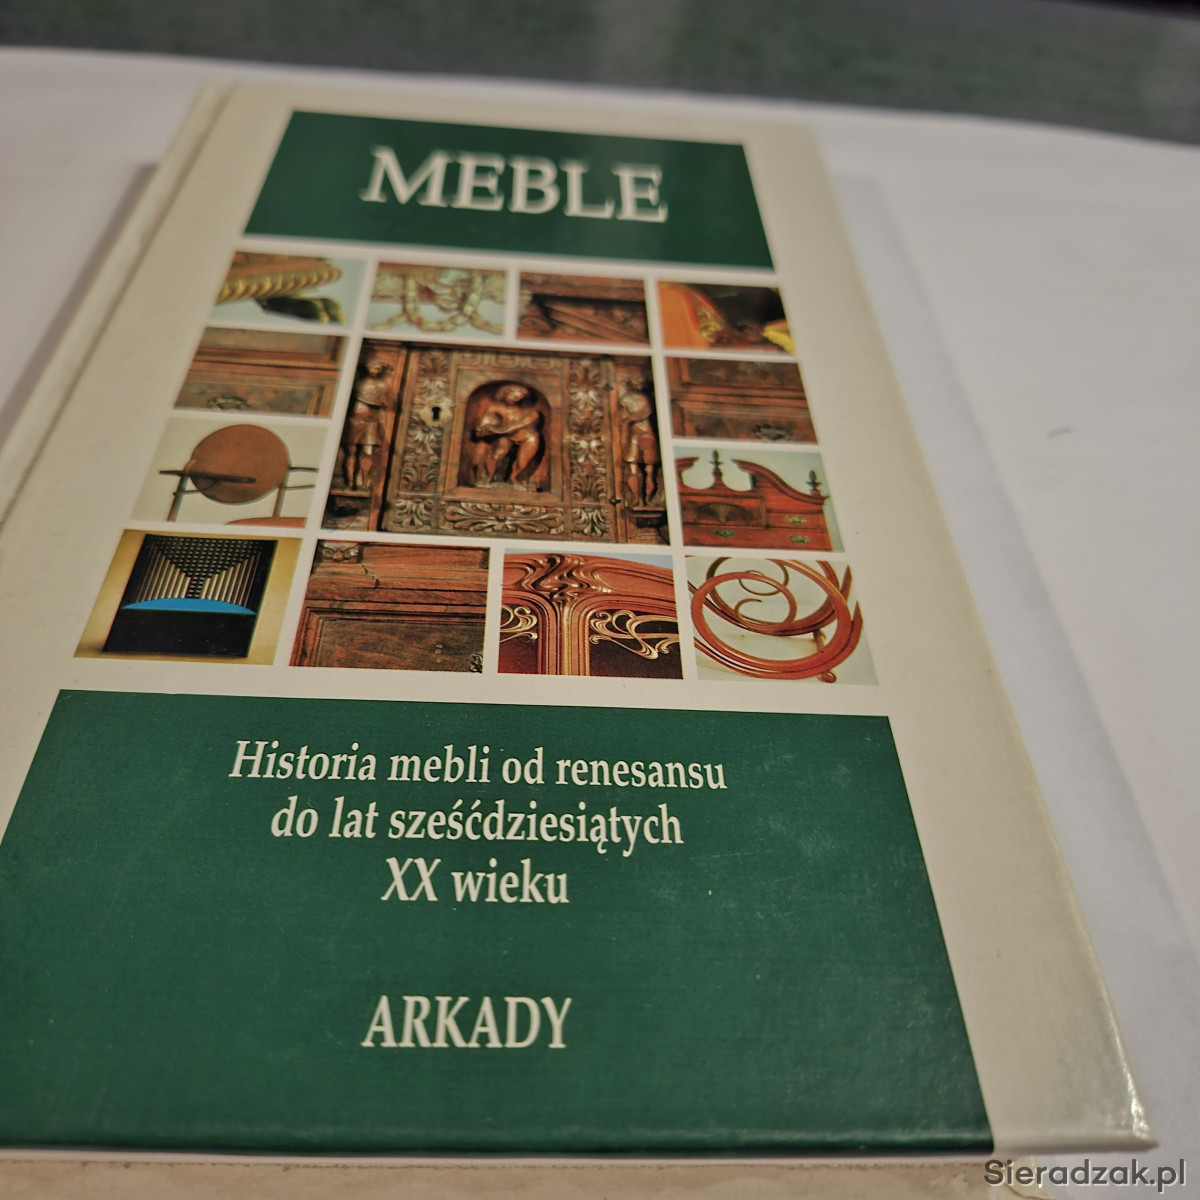 MEBLE
Historia mebli od renesansu
do lat sześćdziesiątych
XX wieku
ARKADY
Sieradzak.pl